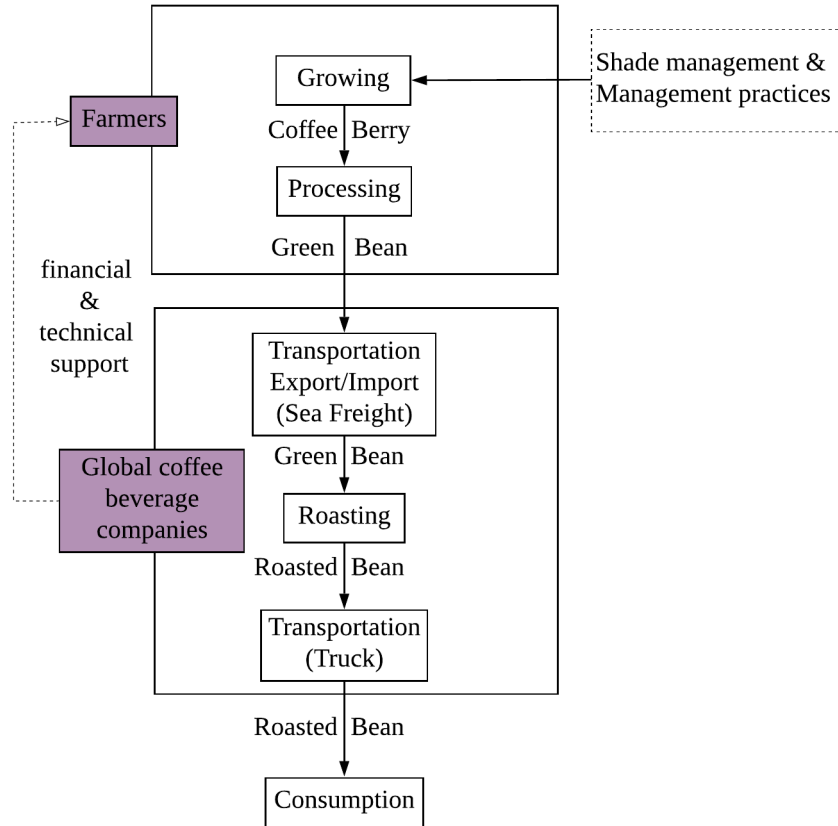 Growing
Shade management &
Management practices
Farmers
Coffee Berry
Processing
Green Bean
financial
&
technical
support
Transportation
Export/Import
(Sea Freight)
Green Bean
Global coffee
beverage
companies
Roasting
Roasted Bean
Transportation
(Truck)
Roasted Bean
Consumption